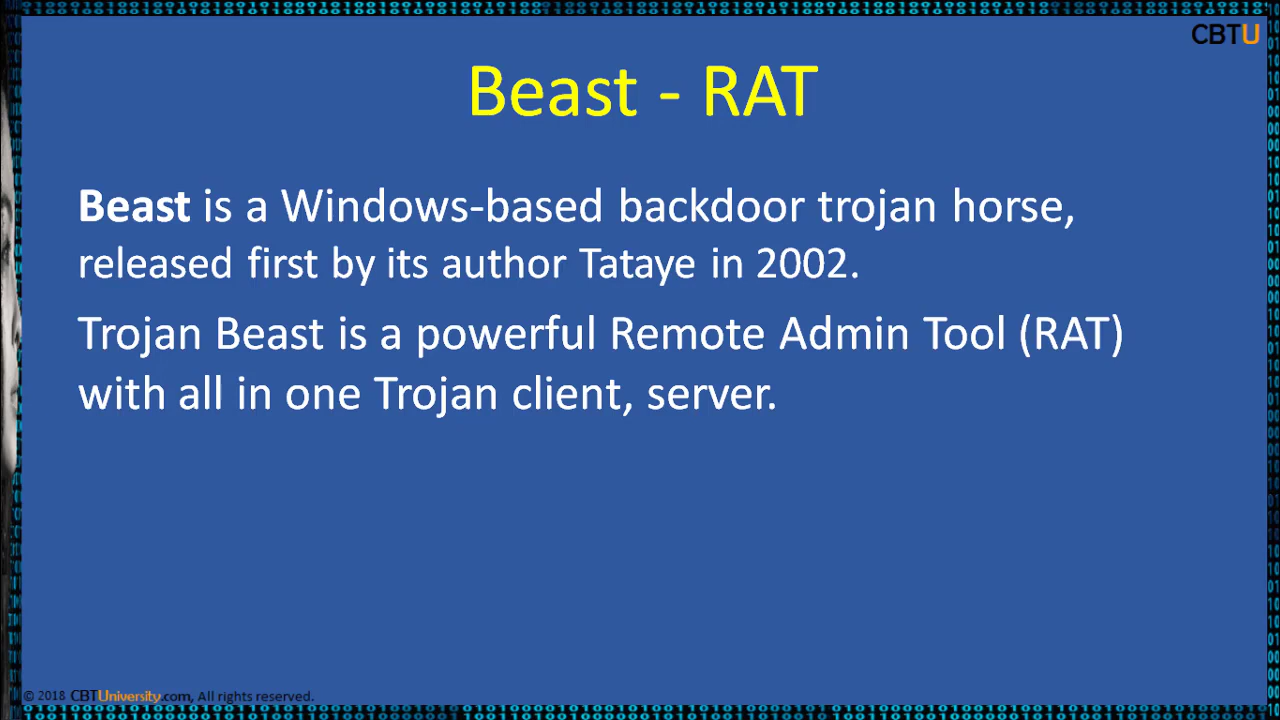 CBTU
Beast - RAT
Beast is a Windows-based backdoor trojan horse,
released first by its author Tataye in 2002.
Trojan Beast is a powerful Remote Admin Tool (RAT)
with all in one Trojan client, server.
© 2018 CBTUniversity.com, All rights reserved.